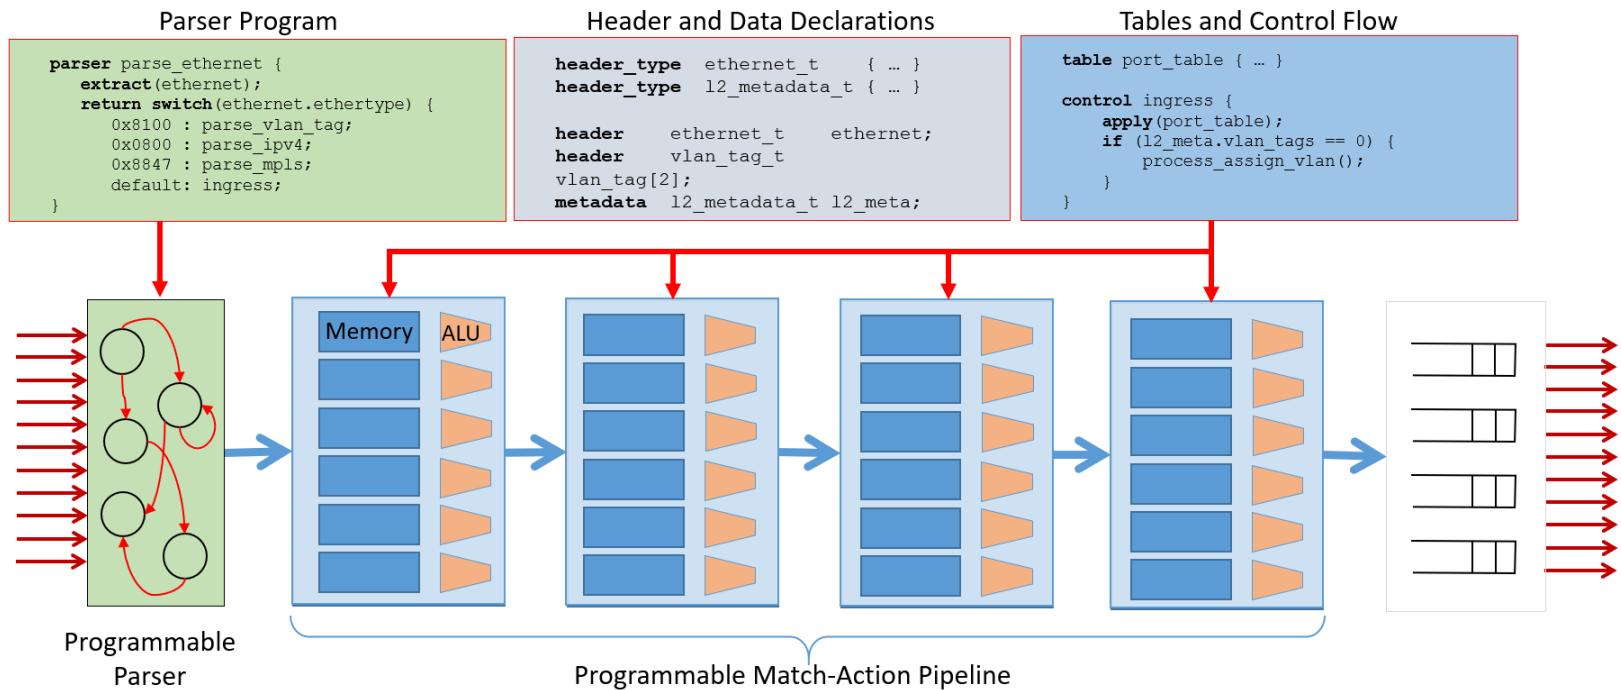 Parser Program
parser parse_ethernet {
extract(ethernet);
return switch(ethernet.ethertype) {
0x8100 : parse_vlan_tag;
0x0800 : parse_ipv4;
0x8847 : parse_mpls;
default: ingress;
}
Header and Data Declarations
header_type ethernet_t { … }
header_type l2_metadata_t { … }
header ethernet_t ethernet;
header vlan_tag_t
vlan_tag[2];
metadata l2_metadata_t l2_meta;
Tables and Control Flow
table port_table { … }
control ingress {
apply(port_table);
if (l2_meta.vlan_tags == 0) {
process_assign_vlan();
}
}
Memory
ALU
Programmable
Parser
Programmable Match-Action Pipeline